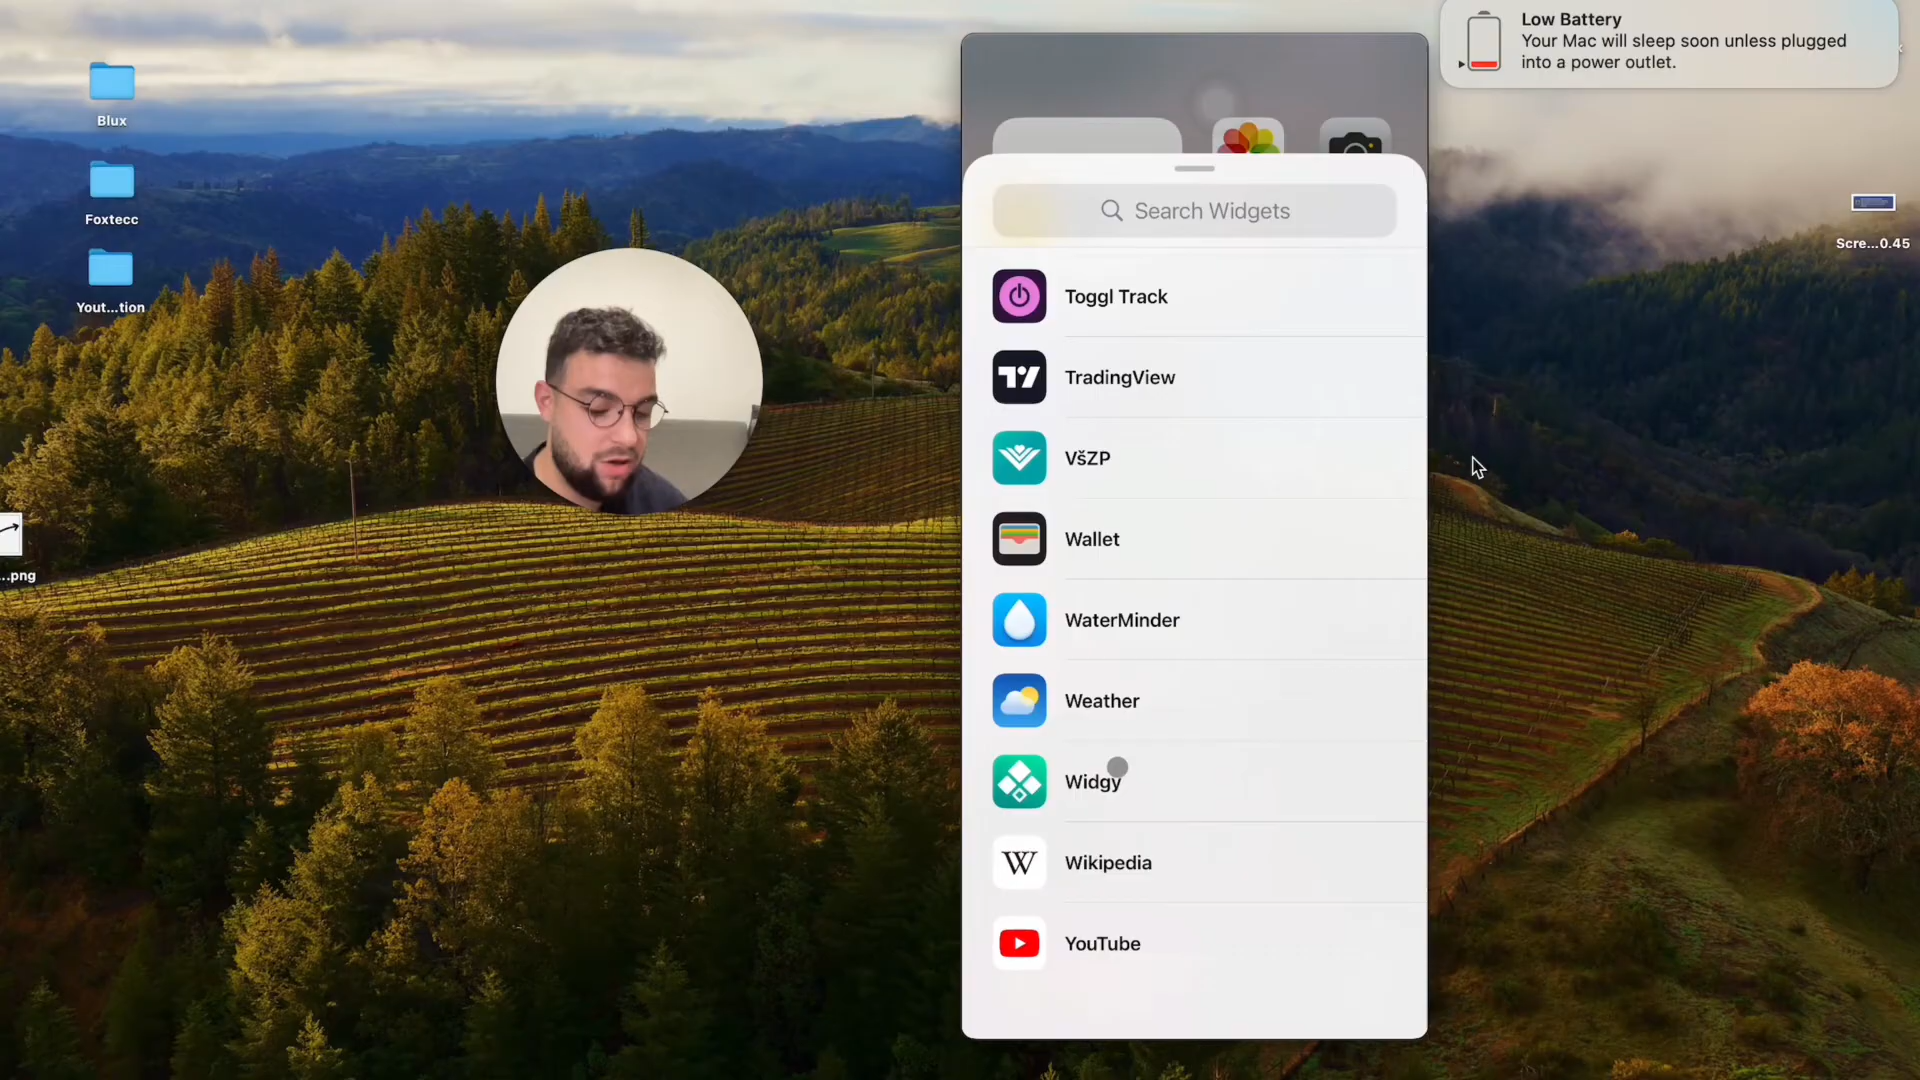 Low Battery
Your Mac will sleep soon unless plugged
into a power outlet.
Blux
Foxtecc
Yout...tion
...png
Scre...0.45
Search Widgets
Toggl Track
TradingView
VšZP
Wallet
WaterMinder
Weather
Widgy
W Wikipedia
YouTube